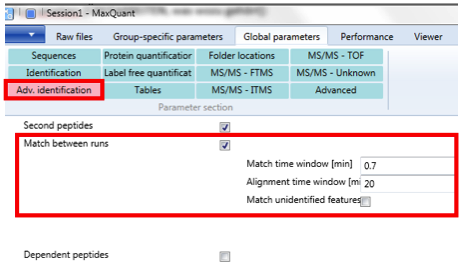 Session1 - MaxQuant
Raw files Group-specific parameters Global parameters Performance Viewer
Sequences Protein quantification Folder locations MS/MS - TOF
Identification Label free quantificat MS/MS - FTMS MS/MS - Unknown
Adv. identification Tables MS/MS - ITMS Advanced
Parameter section
Second peptides
Match between runs
Match time window [min] 0.7
Alignment time window [mi 20
Match unidentified features
Dependent peptides